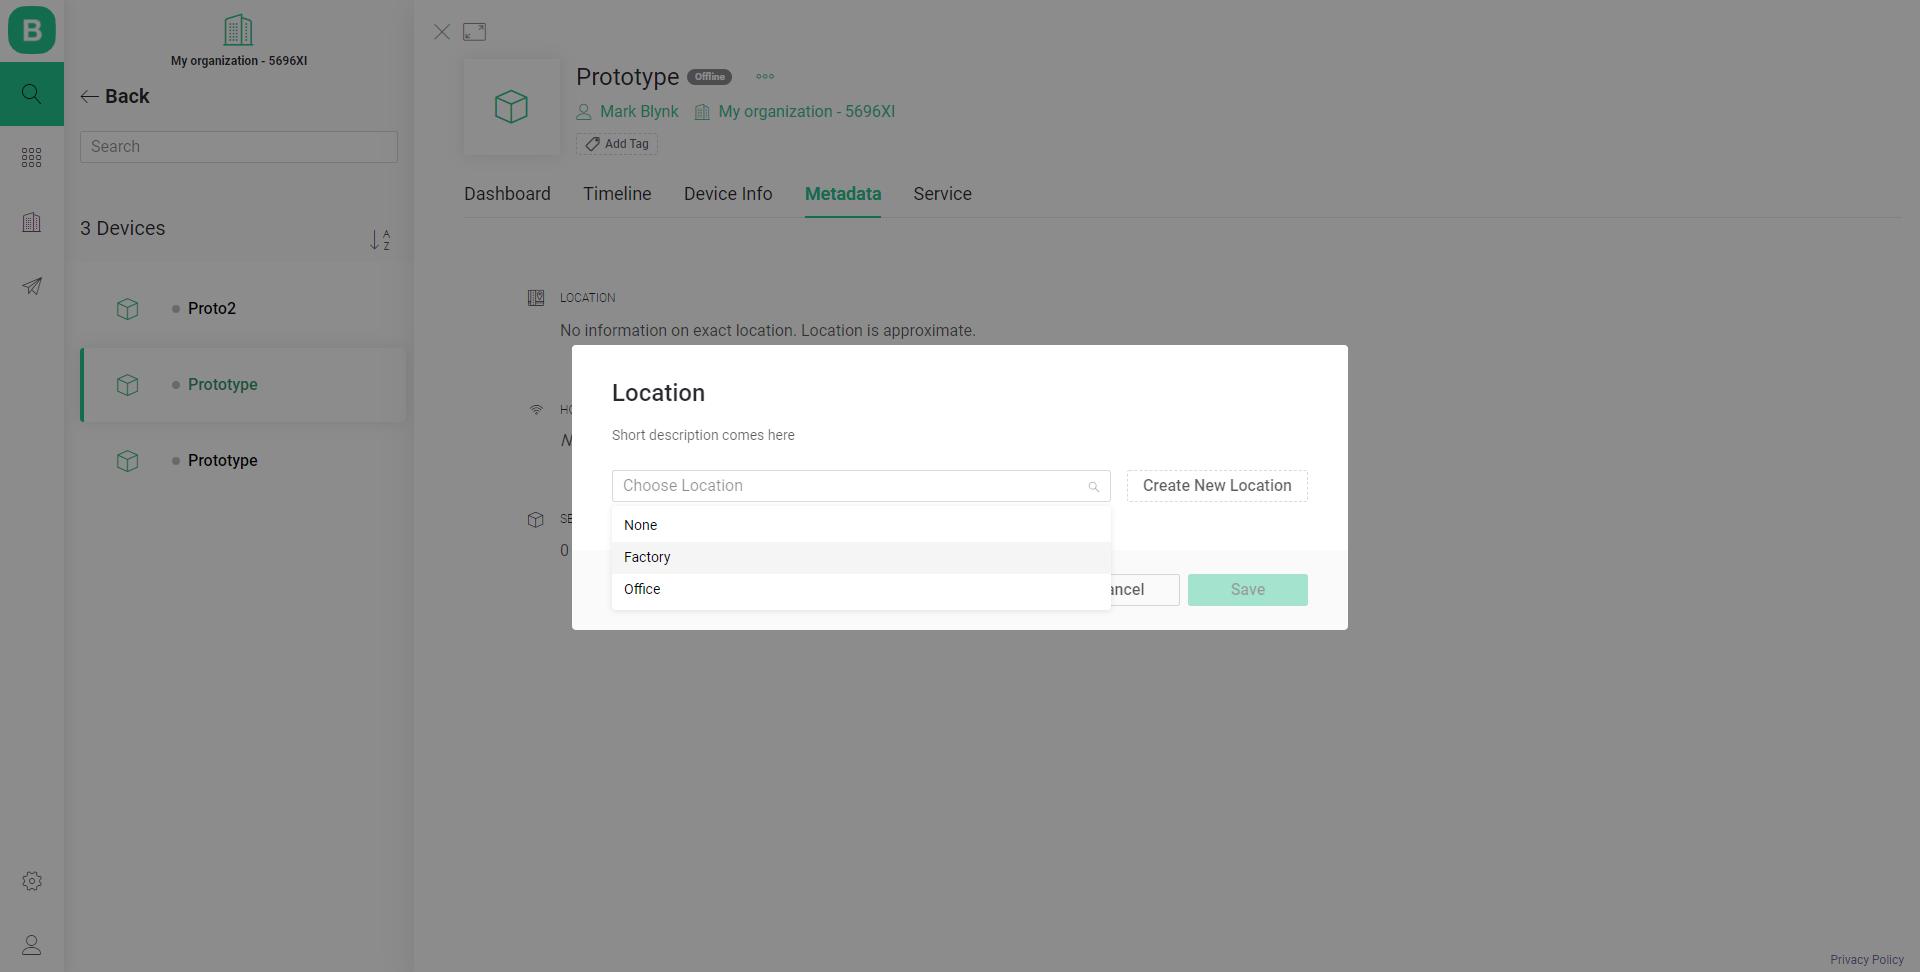 B
My organization - 5696XI
Back
Search
3 Devices
A
Z
Proto2
Prototype
Prototype
Prototype
Offline
Mark Blynk
My organization - 5696XI
Add Tag
Dashboard
Timeline
Device Info
Metadata
Service
LOCATION
No information on exact location. Location is approximate.
Location
Short description comes here
Choose Location
Create New Location
None
Factory
Office
ancel
Save
HO
N
SE
0
Privacy Policy